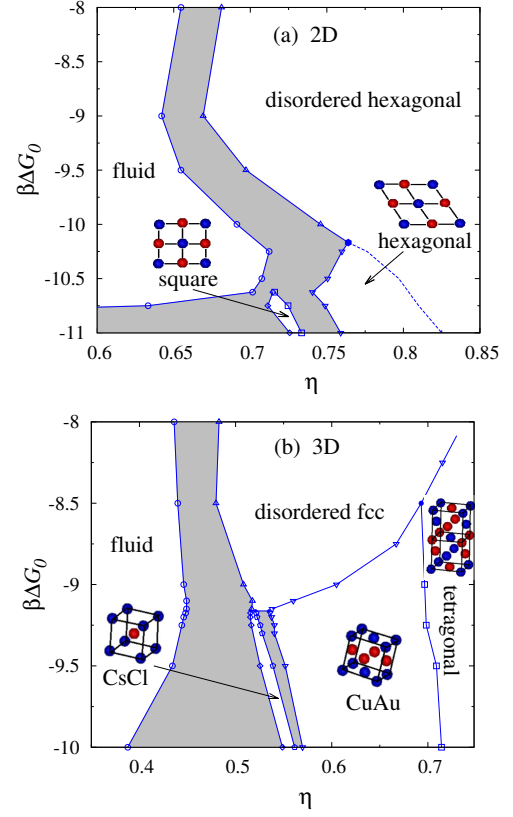 (a) 2D
-8
disordered hexagonal
-8.5
-9
fluid
βΔG₀
-9.5
-10
hexagonal
square
-10.5
-11
0.6 0.65 0.7 0.75 0.8 0.85
η
-8
(b) 3D
-8.5
disordered fcc
fluid
βΔG₀
-9
tetragonal
-9.5
CsCl
CuAu
-10
0.4 0.5 0.6 0.7
η